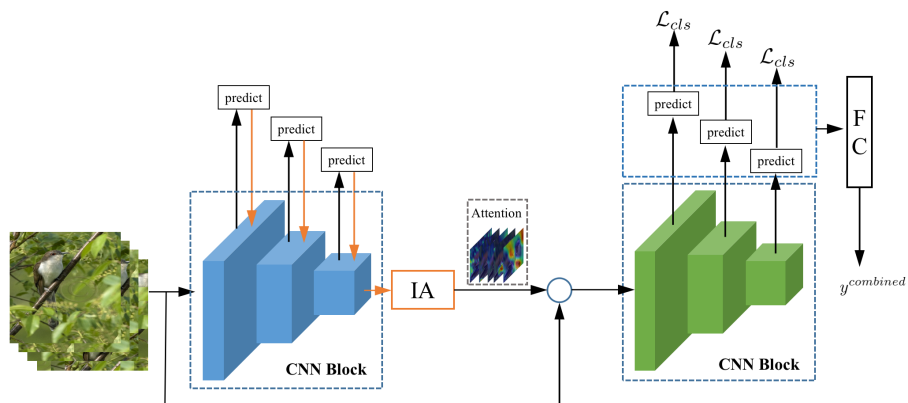 predict
predict
predict
CNN Block
IA
Attention
ℒ_cls
ℒ_cls
ℒ_cls
predict
predict
predict
CNN Block
F
C
y^combined